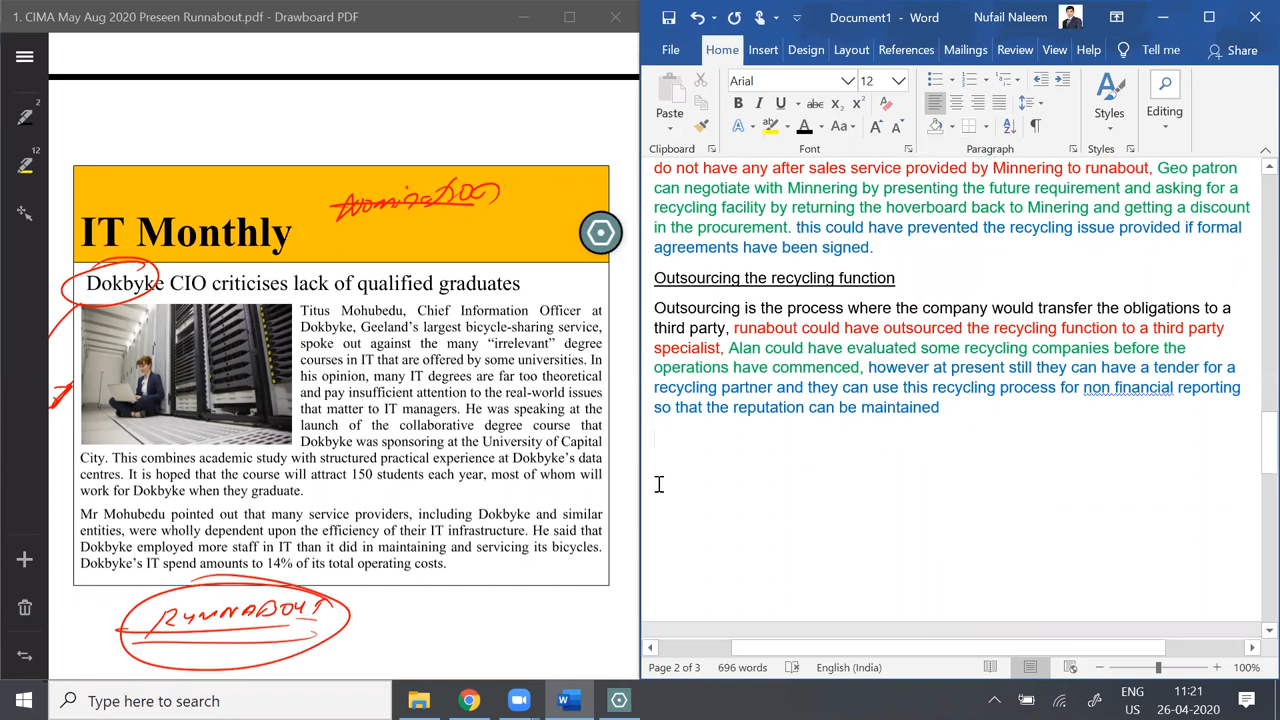 1. CIMA May Aug 2020 Preseen Runnabout.pdf - Drawboard PDF
2
12
IT Monthly
Dokbyke CIO criticises lack of qualified graduates
Titus Mohubedu, Chief Information Officer at
Dokbyke, Geeland's largest bicycle-sharing service,
spoke out against the many "irrelevant" degree
courses in IT that are offered by some universities. In
his opinion, many IT degrees are far too theoretical
and pay insufficient attention to the real-world issues
that matter to IT managers. He was speaking at the
launch of the collaborative degree course that
Dokbyke was sponsoring at the University of Capital
City. This combines academic study with structured practical experience at Dokbyke's data
centres. It is hoped that the course will attract 150 students each year, most of whom will
work for Dokbyke when they graduate.
Mr Mohubedu pointed out that many service providers, including Dokbyke and similar
entities, were wholly dependent upon the efficiency of their IT infrastructure. He said that
Dokbyke employed more staff in IT than it did in maintaining and servicing its bicycles.
Dokbyke's IT spend amounts to 14% of its total operating costs.
RUNNABOUT
Document1 - Word
Nufail Naleem
File Home Insert Design Layout References Mailings Review View Help Tell me Share
Paste
Clipboard
Arial 12
B I U abc x₂ x²
A A Aa A A
Font
Paragraph
Styles
Styles
Editing
do not have any after sales service provided by Minnering to runabout, Geo patron
can negotiate with Minnering by presenting the future requirement and asking for a
recycling facility by returning the hoverboard back to Minering and getting a discount
in the procurement. this could have prevented the recycling issue provided if formal
agreements have been signed.
Outsourcing the recycling function
Outsourcing is the process where the company would transfer the obligations to a
third party, runabout could have outsourced the recycling function to a third party
specialist, Alan could have evaluated some recycling companies before the
operations have commenced, however at present still they can have a tender for a
recycling partner and they can use this recycling process for non financial reporting
so that the reputation can be maintained
Page 2 of 3 696 words English (India) 100%
Type here to search
ENG
US
11:21
26-04-2020